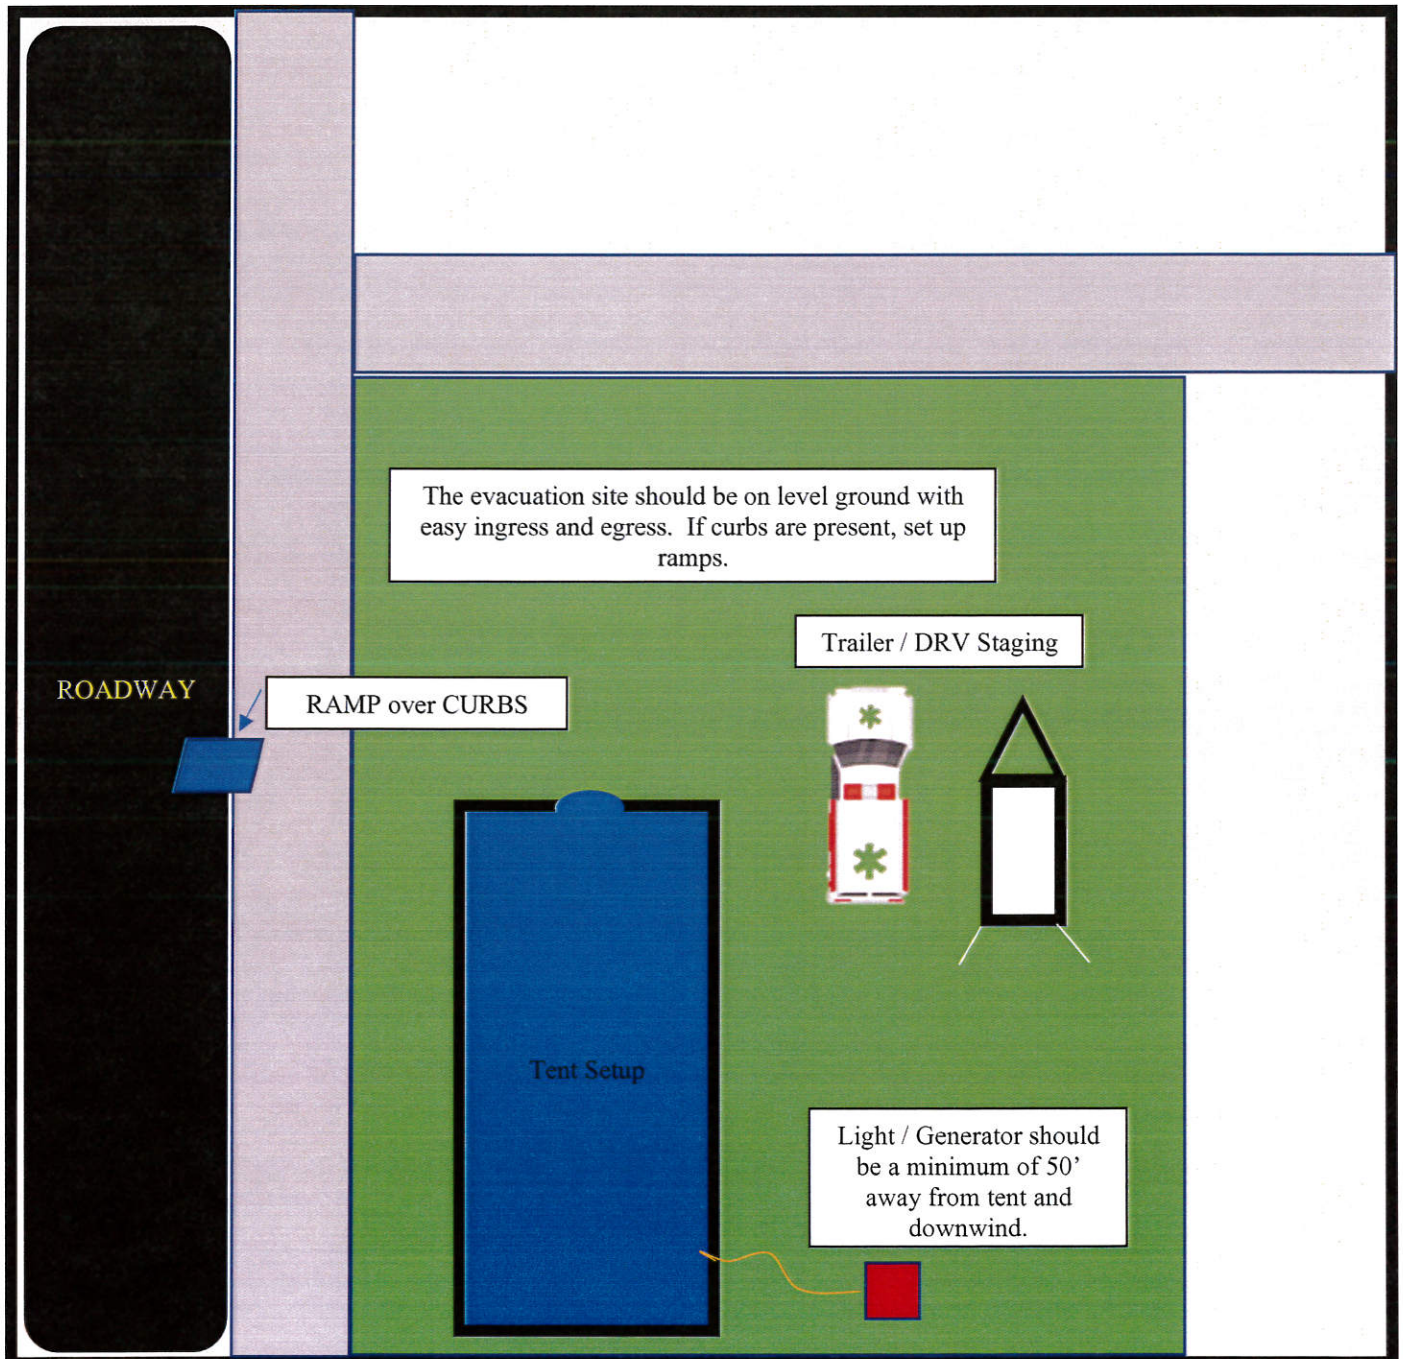 The evacuation site should be on level ground with
easy ingress and egress.  If curbs are present, set up
ramps.
Trailer / DRV Staging
ROADWAY
RAMP over CURBS
Tent Setup
Light / Generator should
be a minimum of 50’
away from tent and
downwind.